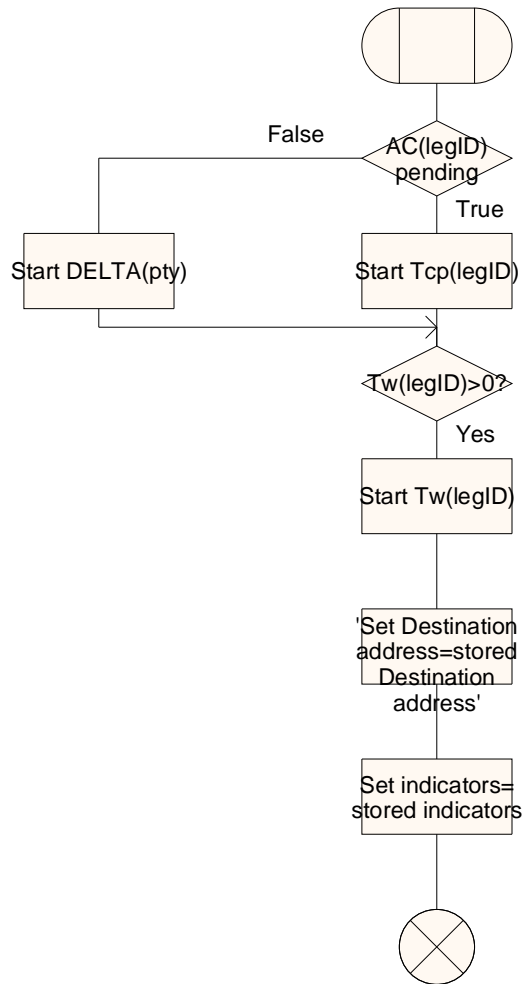 AC(legID)
pending
False
True
Start DELTA(pty)
Start Tcp(legID)
Tw(legID)>0?
Yes
Start Tw(legID)
'Set Destination
address=stored
Destination
address'
Set indicators=
stored indicators